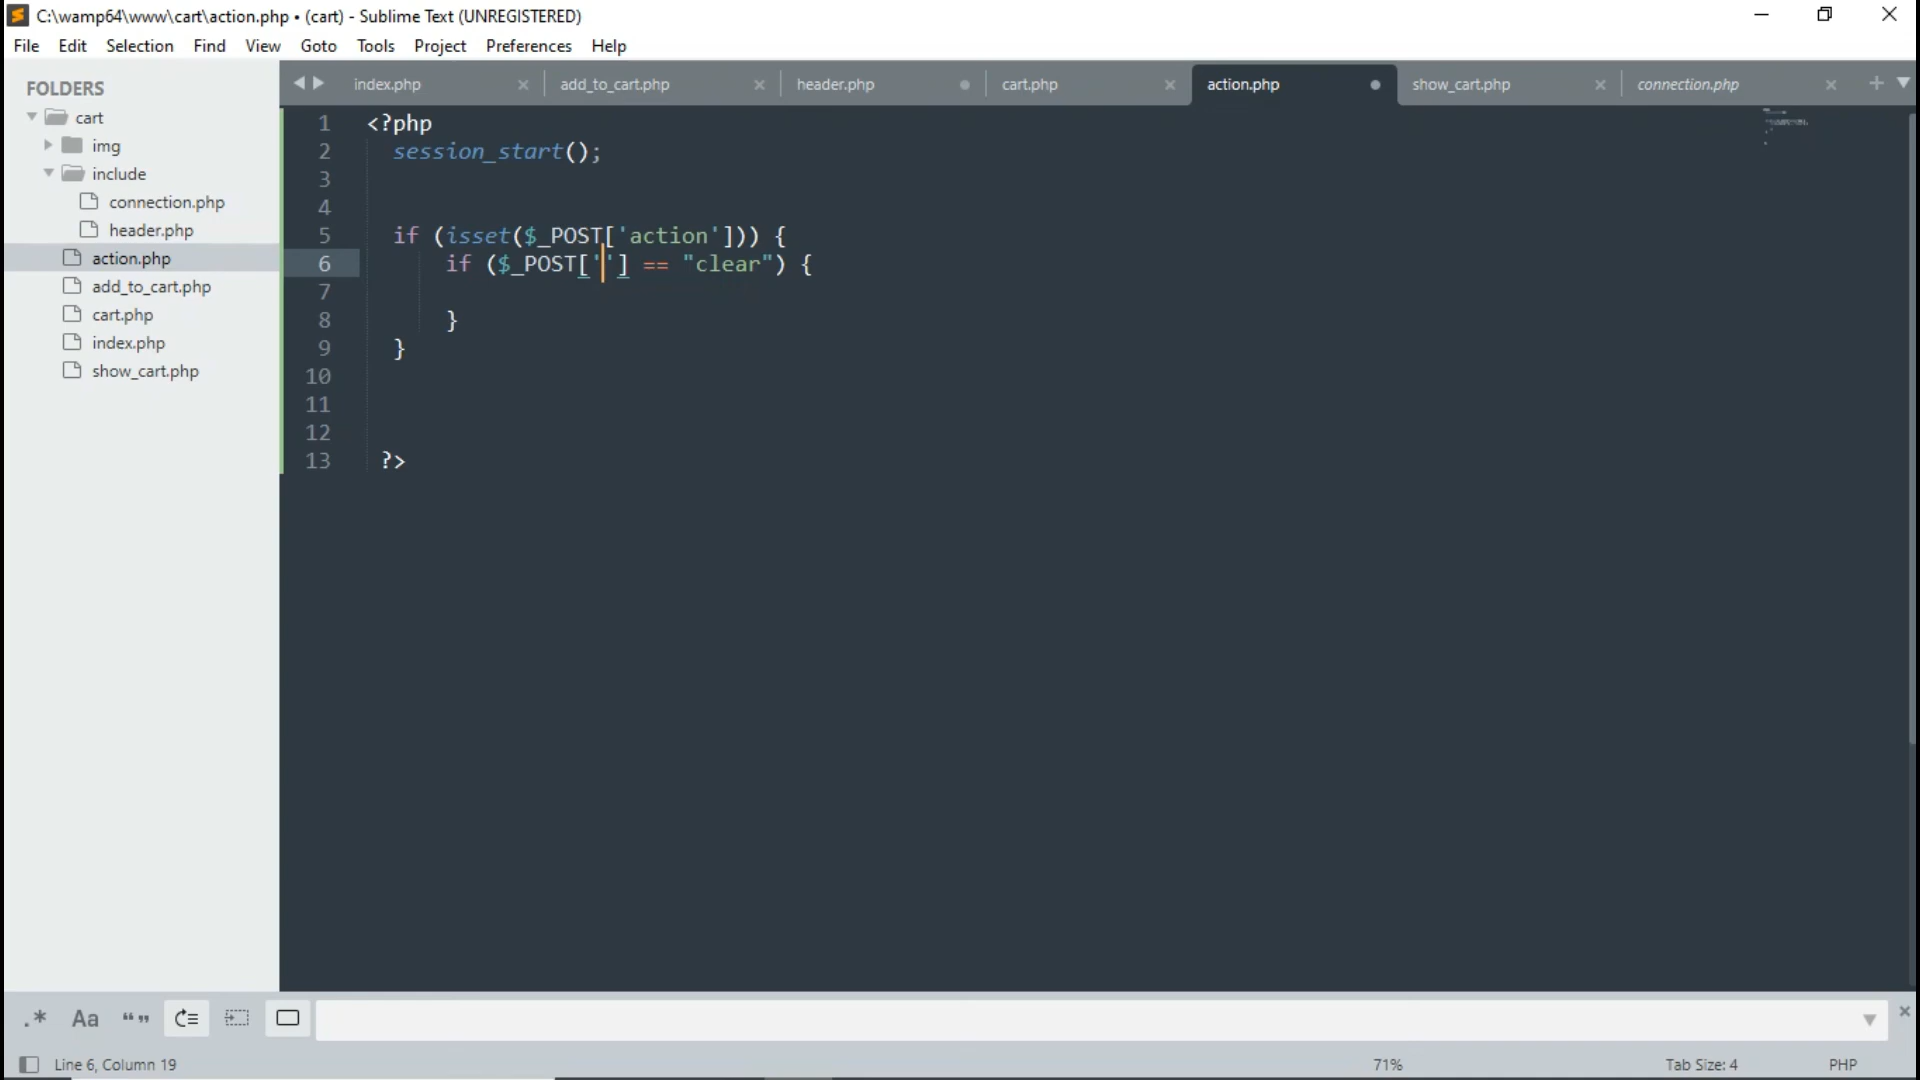 C:\wamp64\www\cart\action.php • (cart) - Sublime Text (UNREGISTERED)
File Edit Selection Find View Goto Tools Project Preferences Help
FOLDERS
cart
img
include
connection.php
header.php
action.php
add_to_cart.php
cart.php
index.php
show_cart.php
index.php add_to_cart.php header.php cart.php action.php show_cart.php connection.php
1 <?php
2 session_start();
3
4
5 if (isset($_POST['action'])) {
6 if ($_POST[''] == "clear") {
7
8 }
9 }
10
11
12
13 ?>
.* Aa “”
Line 6, Column 19 71% Tab Size: 4 PHP